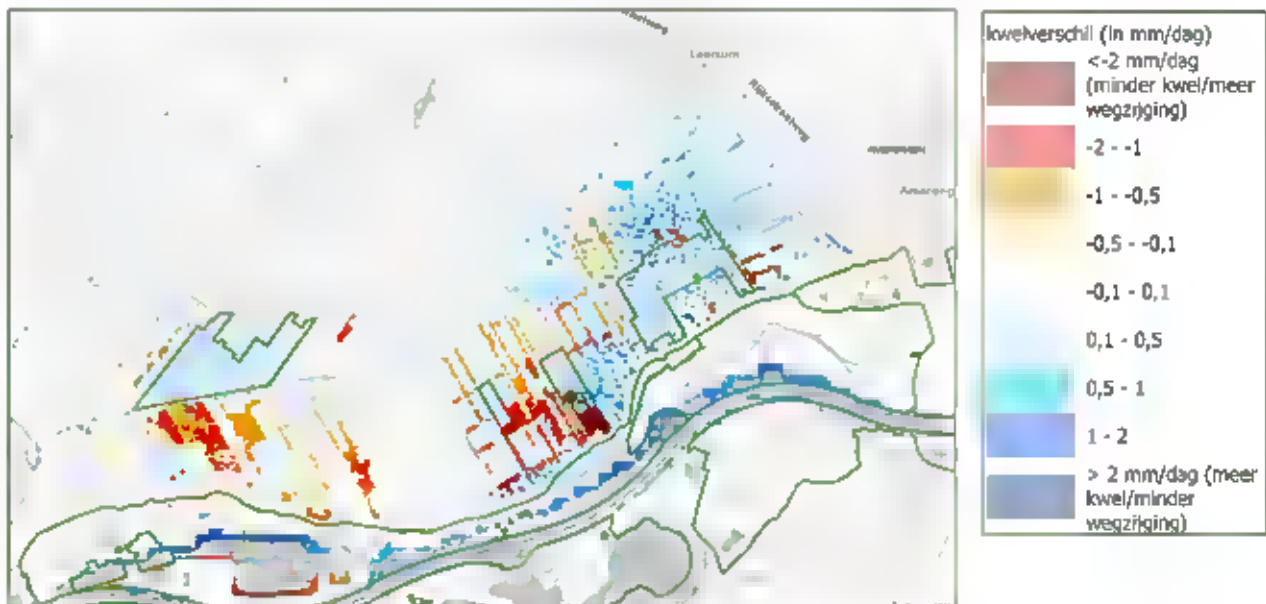 Leersum
Rijksstraatweg
Amerong
kwelverschil (in mm/dag)
<-2 mm/dag
(minder kwel/meer
wegzijging)
-2 - -1
-1 - -0,5
-0,5 - -0,1
-0,1 - 0,1
0,1 - 0,5
0,5 - 1
1 - 2
> 2 mm/dag (meer
kwel/minder
wegzijging)